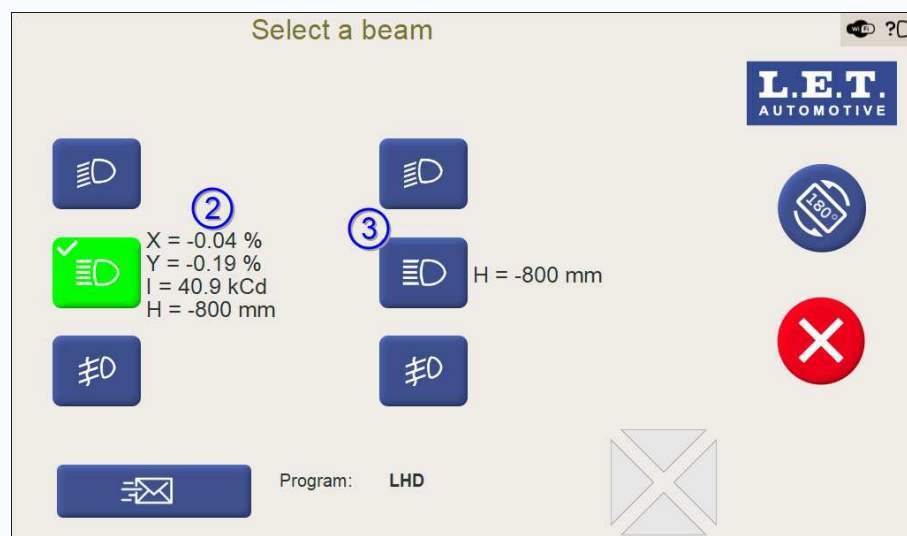 Select a beam
WiFi ?
L.E.T.
AUTOMOTIVE
2
X = -0.04 %
Y = -0.19 %
I = 40.9 kCd
H = -800 mm
3
H = -800 mm
180°
Program: LHD